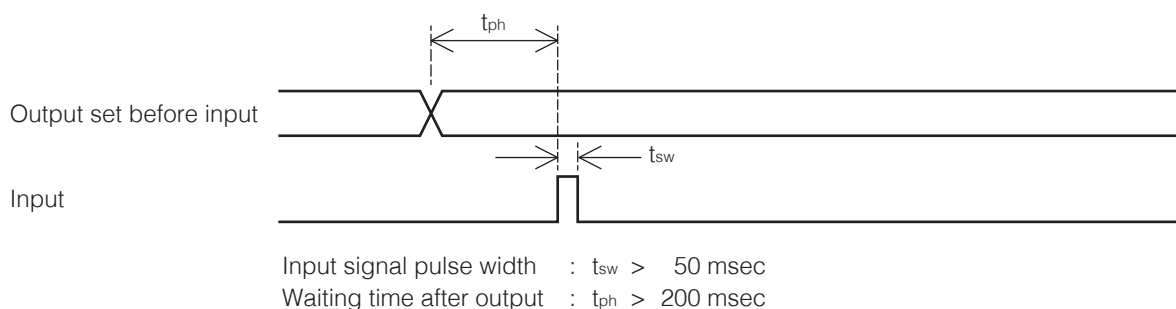 tph
Output set before input
tsw
Input
Input signal pulse width : tsw > 50 msec
Waiting time after output : tph > 200 msec